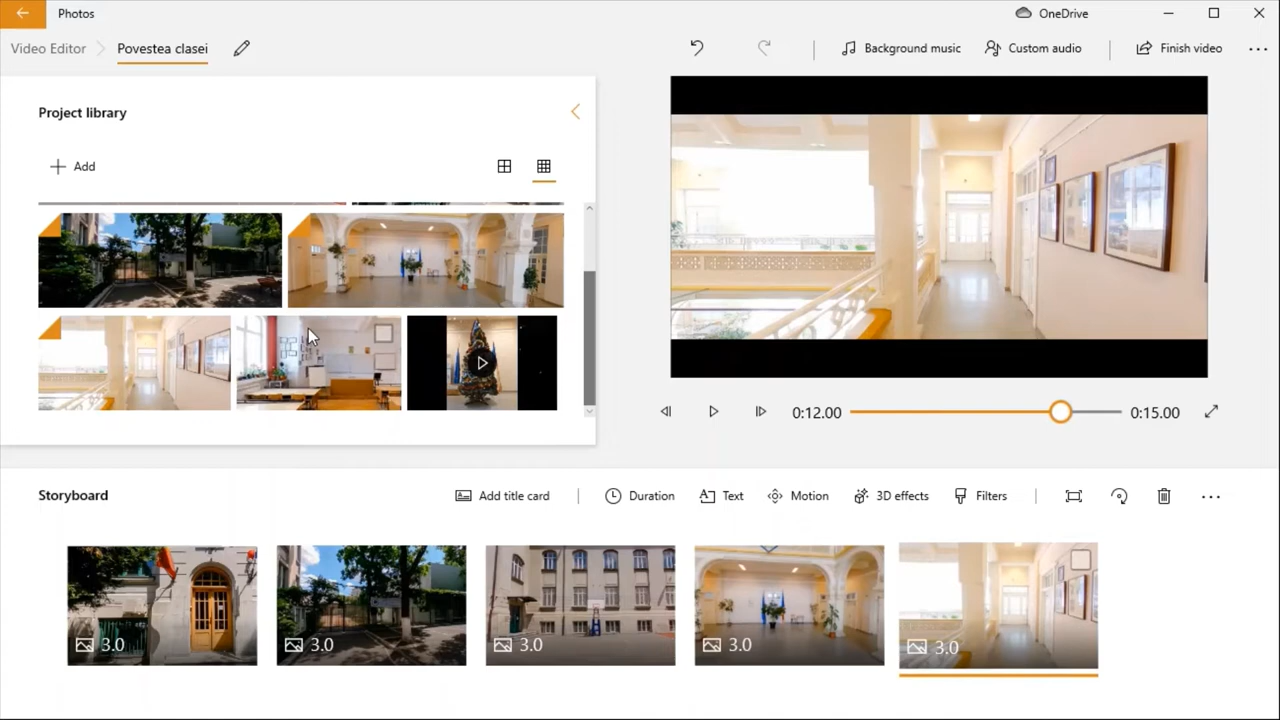 Photos
OneDrive
Video Editor Povestea clasei
Background music Custom audio Finish video
Project library
Add
0:12.00 0:15.00
Storyboard
Add title card Duration Text Motion 3D effects Filters
3.0 3.0 3.0 3.0 3.0